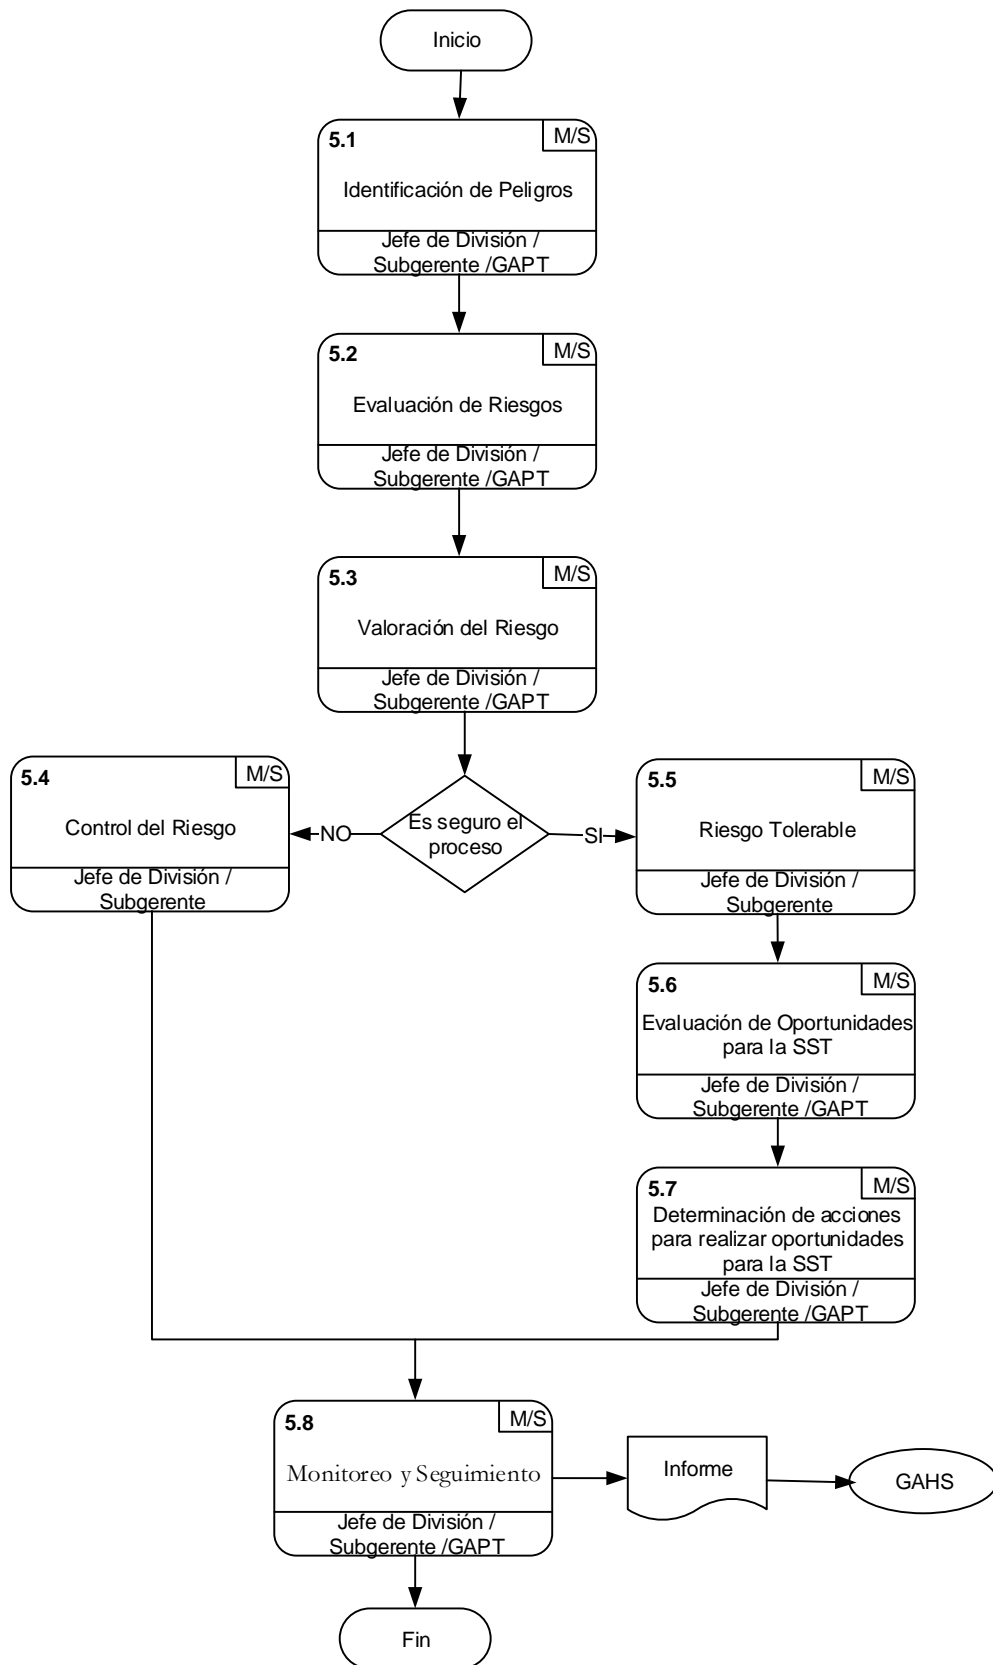 Inicio
5.1
M/S
Identificación de Peligros
Jefe de División /
Subgerente /GAPT
5.2
M/S
Evaluación de Riesgos
Jefe de División /
Subgerente /GAPT
5.3
M/S
Valoración del Riesgo
Jefe de División /
Subgerente /GAPT
5.4
M/S
Control del Riesgo
Jefe de División /
Subgerente
NO
Es seguro el
proceso
SI
5.5
M/S
Riesgo Tolerable
Jefe de División /
Subgerente
5.6
M/S
Evaluación de Oportunidades
para la SST
Jefe de División /
Subgerente /GAPT
5.7
M/S
Determinación de acciones
para realizar oportunidades
para la SST
Jefe de División /
Subgerente /GAPT
5.8
M/S
Monitoreo y Seguimiento
Jefe de División /
Subgerente /GAPT
Informe
GAHS
Fin